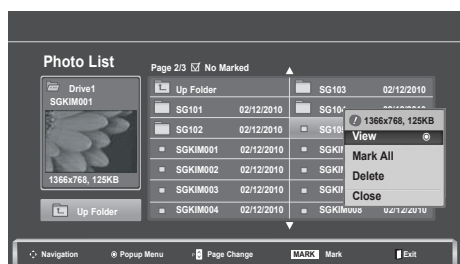 Photo List
Page 2/3 No Marked
Drive1
SGKIM001
1366x768, 125KB
Up Folder
Up Folder
SG101 02/12/2010
SG102 02/12/2010
SGKIM001 02/12/2010
SGKIM002 02/12/2010
SGKIM003 02/12/2010
SGKIM004 02/12/2010
SG103 02/12/2010
SG104
SGKIM008 02/12/2010
1366x768, 125KB
View
Mark All
Delete
Close
Navigation Popup Menu P Page Change MARK Mark Exit